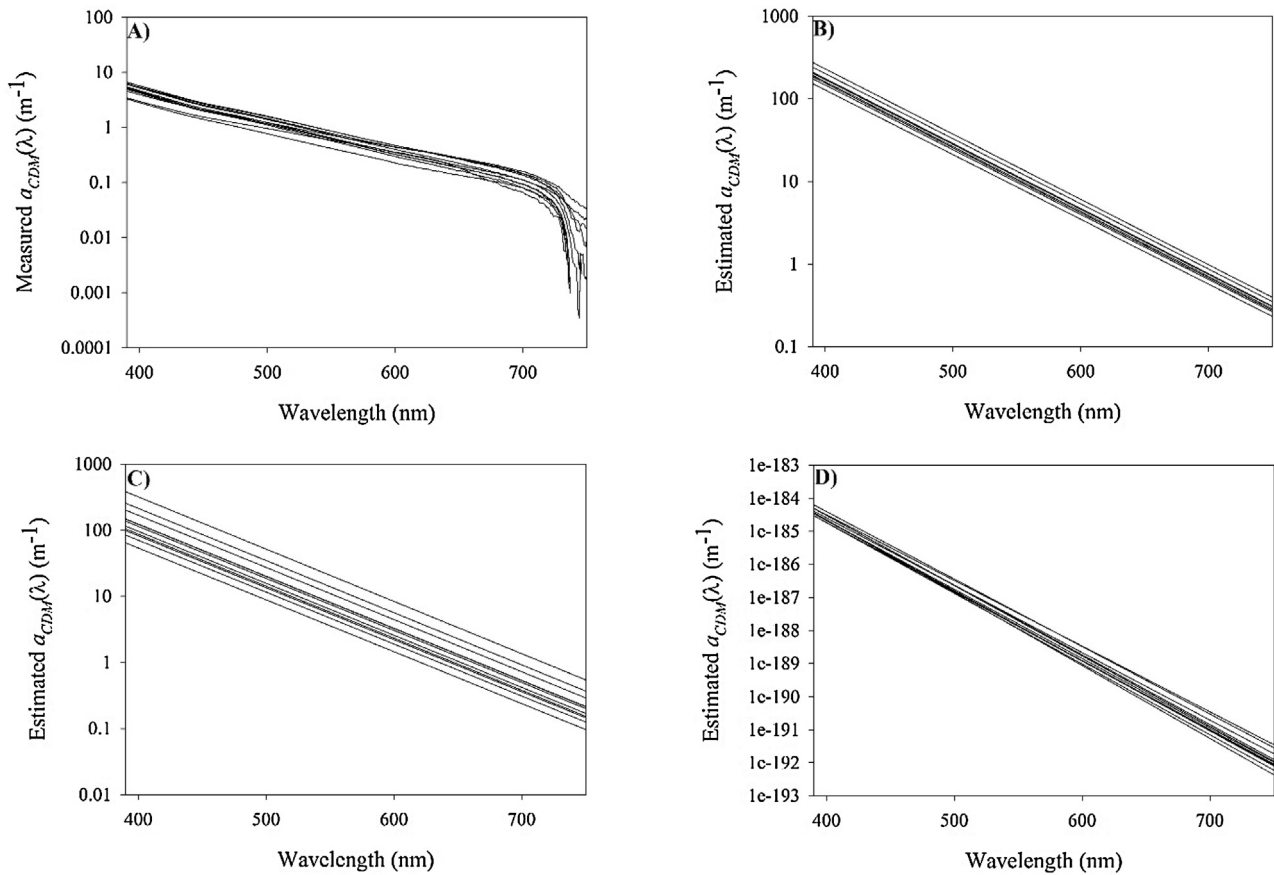 A)
Measured a_CDM(λ) (m⁻¹)
100
10
1
0.1
0.01
0.001
0.0001
400 500 600 700
Wavelength (nm)
B)
Estimated a_CDM(λ) (m⁻¹)
1000
100
10
1
0.1
400 500 600 700
Wavelength (nm)
C)
Estimated a_CDM(λ) (m⁻¹)
1000
100
10
1
0.1
0.01
400 500 600 700
Wavelength (nm)
D)
Estimated a_CDM(λ) (m⁻¹)
1e-183
1e-184
1e-185
1e-186
1e-187
1e-188
1e-189
1e-190
1e-191
1e-192
1e-193
400 500 600 700
Wavelength (nm)